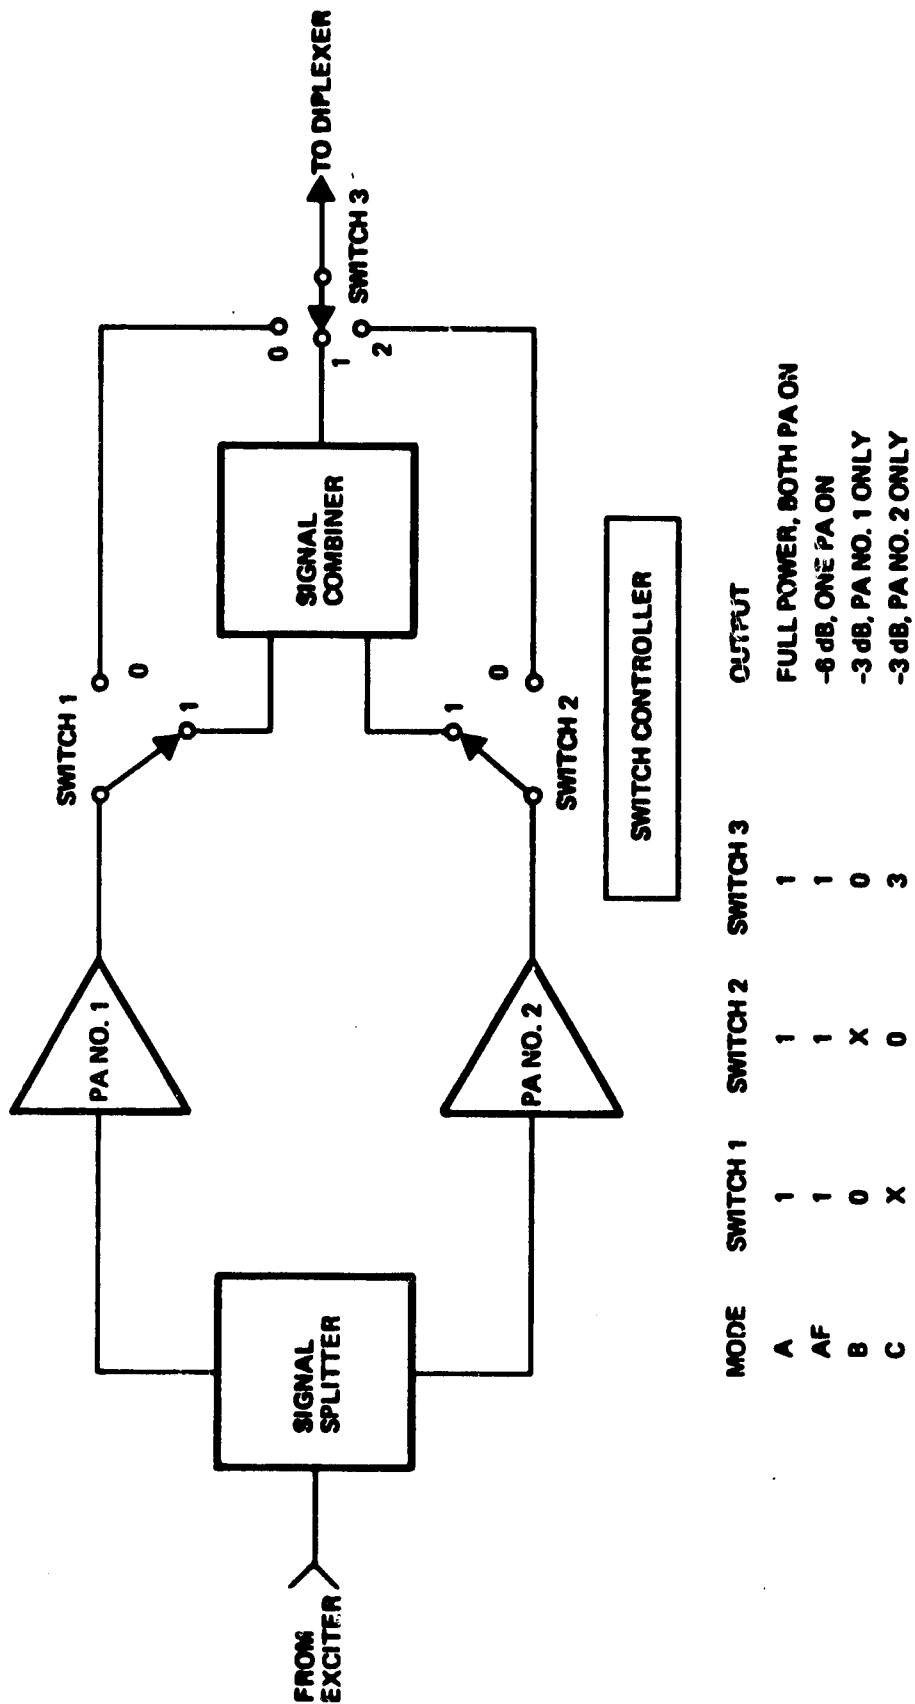 FROM
EXCITER
SIGNAL
SPLITTER
PA NO. 1
PA NO. 2
SWITCH 1
1
0
SWITCH 2
1
0
SIGNAL
COMBINER
0
1
2
SWITCH 3
TO DIPLEXER
SWITCH CONTROLLER
MODE SWITCH 1 SWITCH 2 SWITCH 3 OUTPUT
A 1 1 1 FULL POWER, BOTH PA ON
AF 1 1 1 -6 dB, ONE PA ON
B 0 X 0 -3 dB, PA NO. 1 ONLY
C X 0 3 -3 dB, PA NO. 2 ONLY